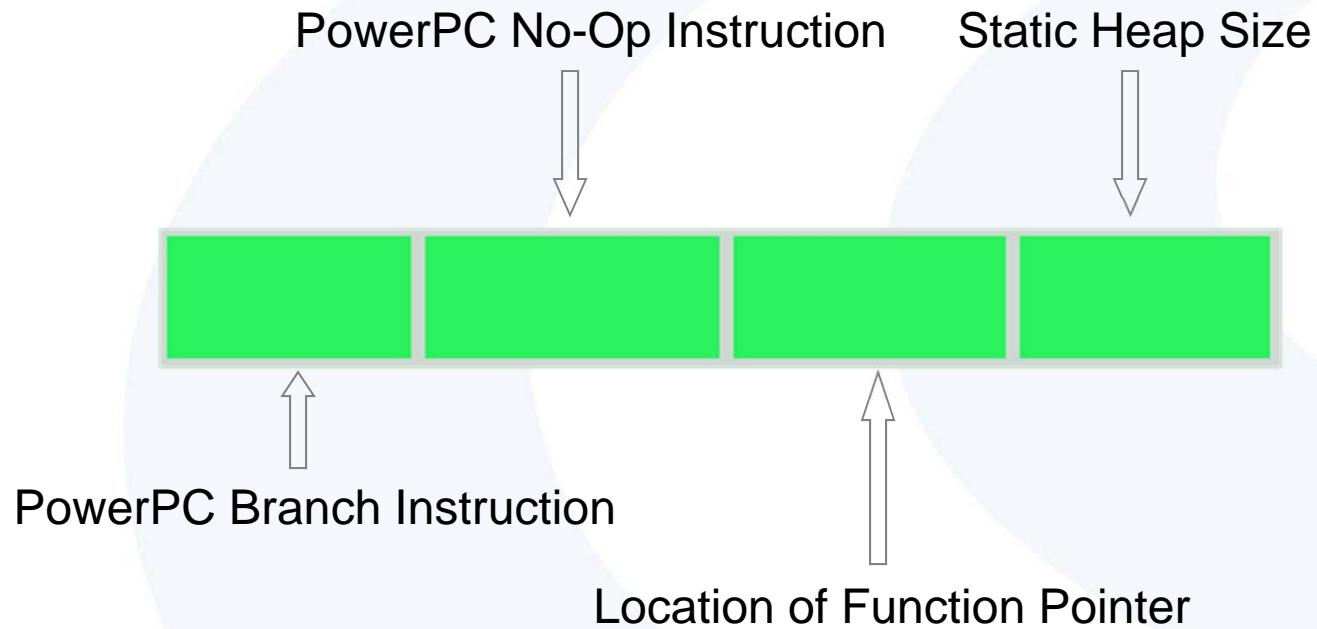 PowerPC No-Op Instruction
Static Heap Size
PowerPC Branch Instruction
Location of Function Pointer